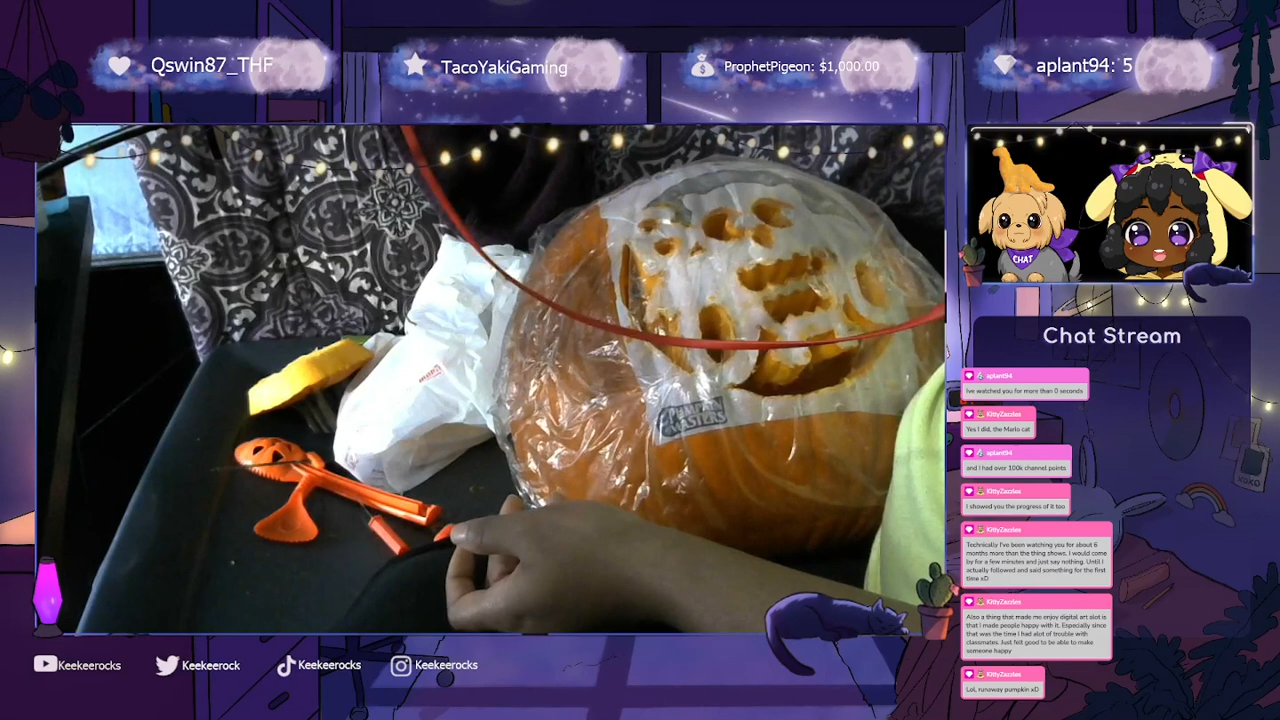 Qswin87_THF
TacoYakiGaming
ProphetPigeon: $1,000.00
aplant94: 5
CHAT
PUMPKIN
MASTERS
Chat Stream
aplant94
Ive watched you for more than 0 seconds
KittyZazzles
Yes I did, the Mario cat
aplant94
and I had over 100k channel points
KittyZazzles
I showed you the progress of it too
KittyZazzles
Technically I've been watching you for about 6
months more than the thing shows. I would come
by for a few minutes and just say nothing. Until I
actually followed and said something for the first
time xD
KittyZazzles
Also a thing that made me enjoy digital art alot is
that I made people happy with it. Especially since
that was the time I had alot of trouble with
classmates. Just felt good to be able to make
someone happy
KittyZazzles
Lol, runaway pumpkin xD
XOXO
Keekeerocks
Keekeerock
Keekeerocks
Keekeerocks